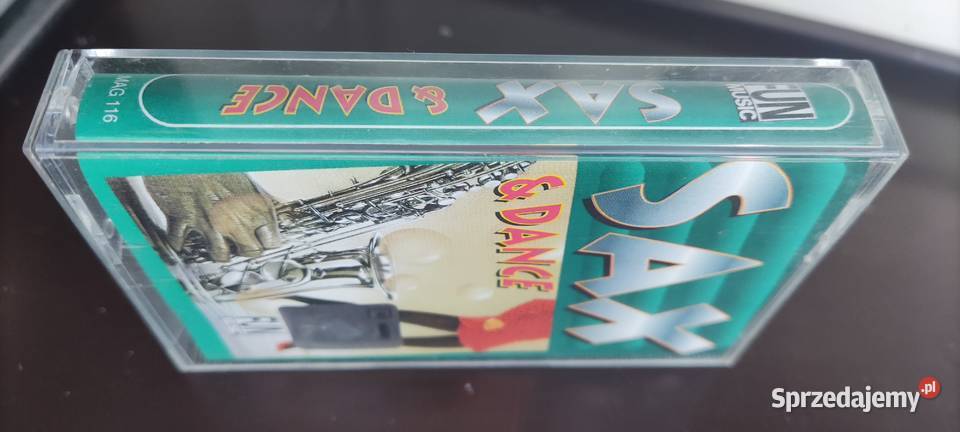 FUN
MUSIC
SAX
& DANCE
MAG 116
SAX
& DANCE
Sprzedajemy.pl